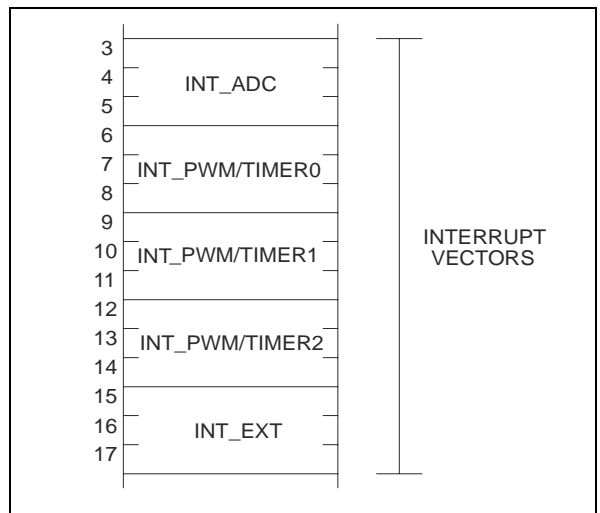 3
4
INT_ADC
5
6
7
INT_PWM/TIMER0
8
9
10
INT_PWM/TIMER1
11
12
13
INT_PWM/TIMER2
14
15
16
INT_EXT
17
INTERRUPT
VECTORS